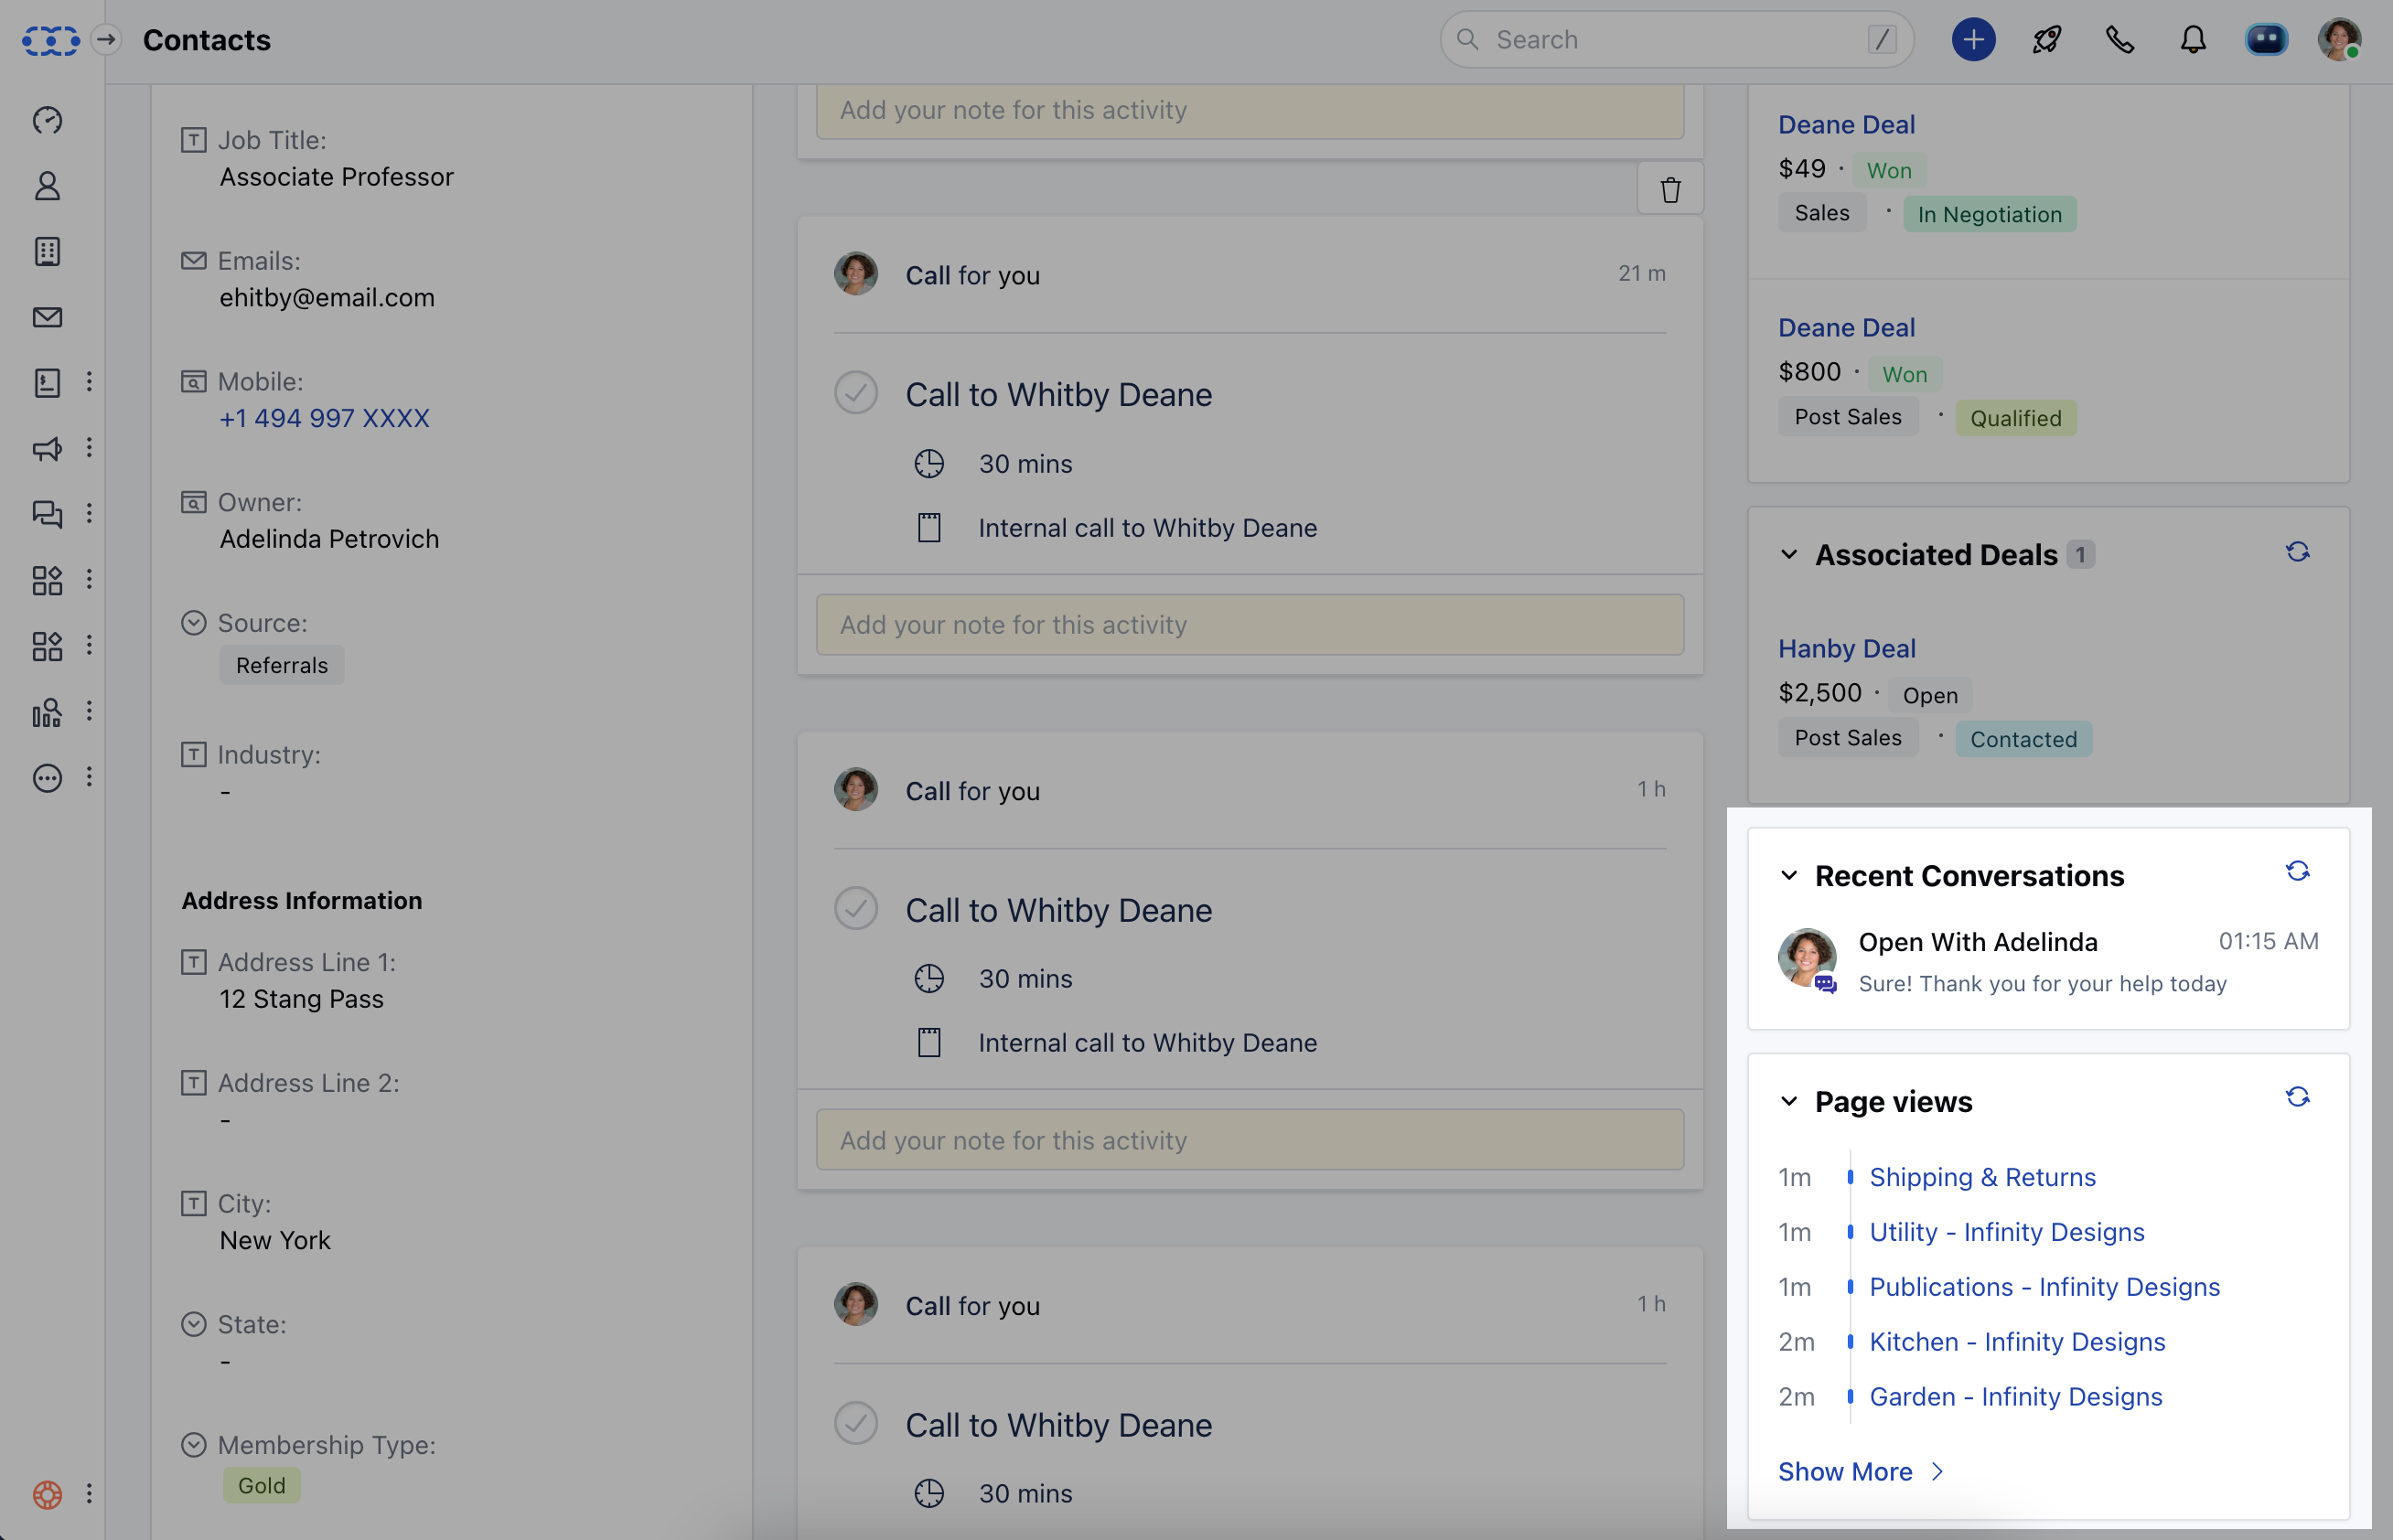 Contacts
Search /
Job Title:
Associate Professor
Emails:
ehitby@email.com
Mobile:
+1 494 997 XXXX
Owner:
Adelinda Petrovich
Source:
Referrals
Industry:
-
Address Information
Address Line 1:
12 Stang Pass
Address Line 2:
-
City:
New York
State:
-
Membership Type:
Gold
Add your note for this activity
Call for you 21 m
Call to Whitby Deane
30 mins
Internal call to Whitby Deane
Add your note for this activity
Call for you 1 h
Call to Whitby Deane
30 mins
Internal call to Whitby Deane
Add your note for this activity
Call for you 1 h
Call to Whitby Deane
30 mins
Deane Deal
$49 · Won
Sales · In Negotiation
Deane Deal
$800 · Won
Post Sales · Qualified
Associated Deals 1
Hanby Deal
$2,500 · Open
Post Sales · Contacted
Recent Conversations
Open With Adelinda 01:15 AM
Sure! Thank you for your help today
Page views
1m Shipping & Returns
1m Utility - Infinity Designs
1m Publications - Infinity Designs
2m Kitchen - Infinity Designs
2m Garden - Infinity Designs
Show More